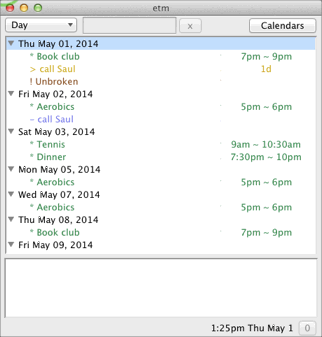 etm
Day x Calendars
Thu May 01, 2014
* Book club 7pm ~ 9pm
> call Saul 1d
! Unbroken
Fri May 02, 2014
* Aerobics 5pm ~ 6pm
- call Saul
Sat May 03, 2014
* Tennis 9am ~ 10:30am
* Dinner 7:30pm ~ 10pm
Mon May 05, 2014
* Aerobics 5pm ~ 6pm
Wed May 07, 2014
* Aerobics 5pm ~ 6pm
Thu May 08, 2014
* Book club 7pm ~ 9pm
Fri May 09, 2014
1:25pm Thu May 1 0